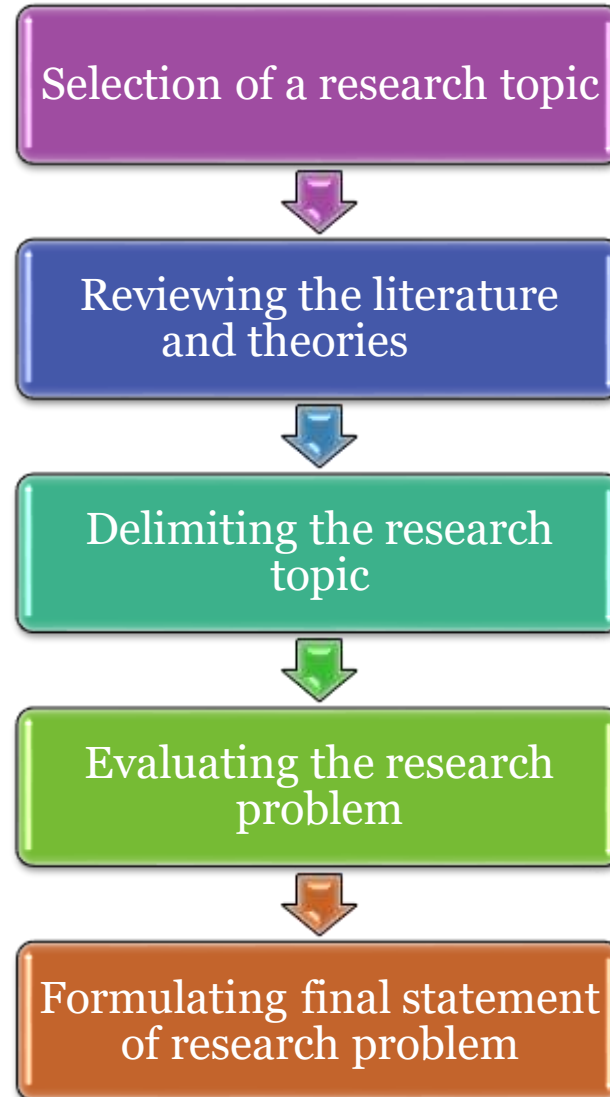 Selection of a research topic
Reviewing the literature
and theories
Delimiting the research
topic
Evaluating the research
problem
Formulating final statement
of research problem